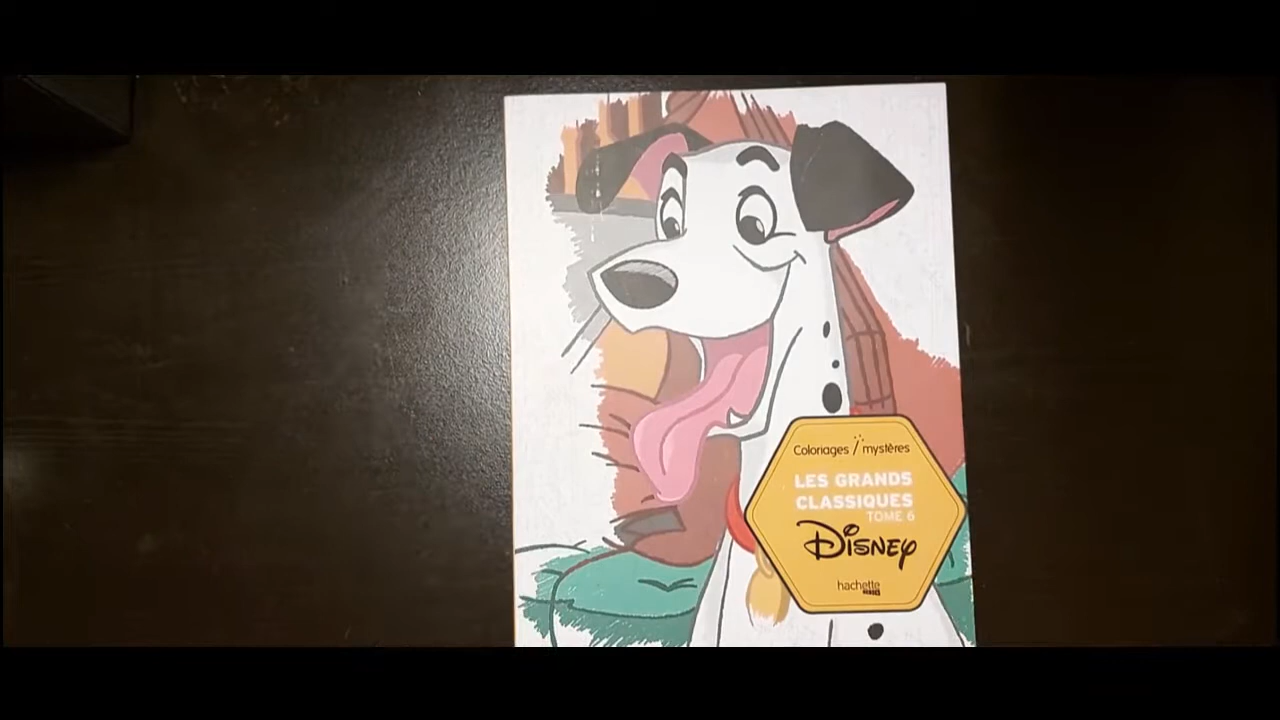 Coloriages mystères
LES GRANDS
CLASSIQUES
TOME 6
Disney
hachette